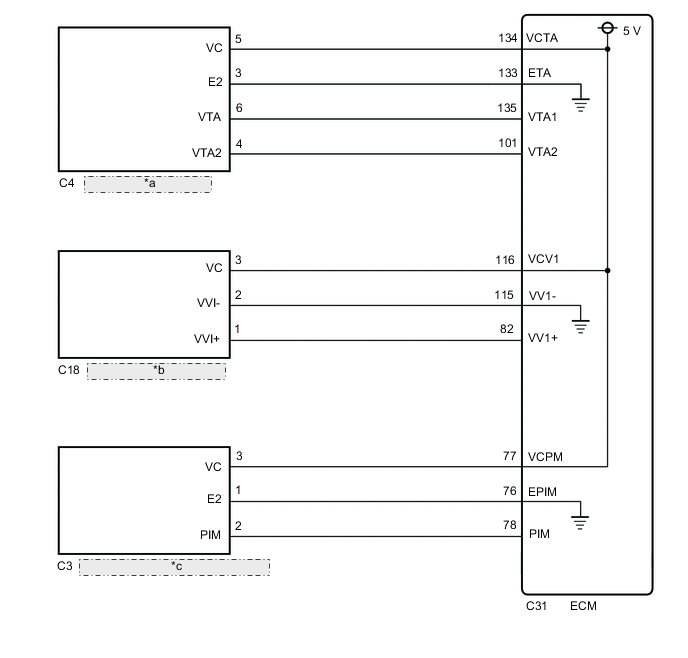 5 V
VC 5 134 VCTA
E2 3 133 ETA
VTA 6 135 VTA1
VTA2 4 101 VTA2
C4 *a
VC 3 116 VCV1
VVI- 2 115 VV1-
VVI+ 1 82 VV1+
C18 *b
VC 3 77 VCPM
E2 1 76 EPIM
PIM 2 78 PIM
C3 *c
C31 ECM